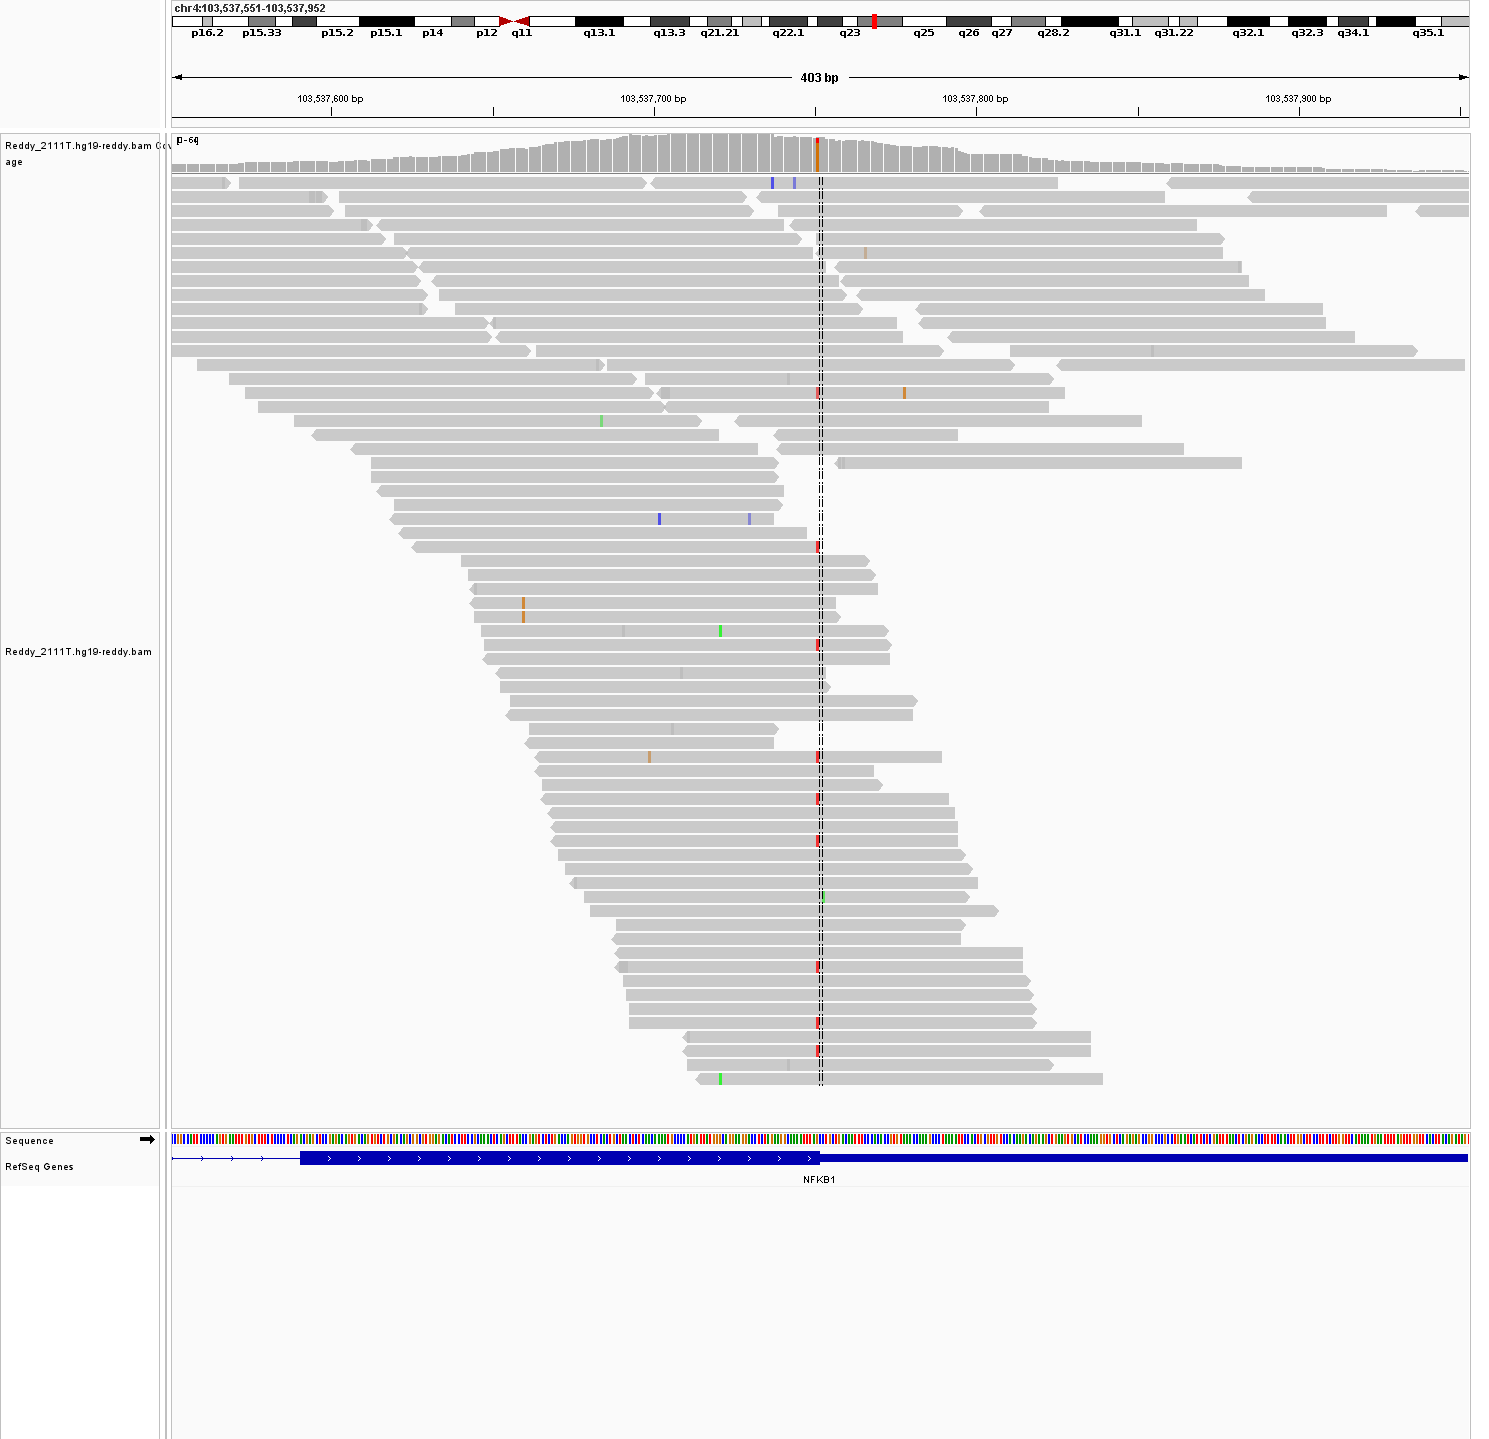 chr4:103,537,551-103,537,952
p16.2 p15.33 p15.2 p15.1 p14 p12 q11 q13.1 q13.3 q21.21 q22.1 q23 q25 q26 q27 q28.2 q31.1 q31.22 q32.1 q32.3 q34.1 q35.1
403 bp
103,537,600 bp 103,537,700 bp 103,537,800 bp 103,537,900 bp
Reddy_2111T.hg19-reddy.bam Cov
age
[0-64]
Reddy_2111T.hg19-reddy.bam
Sequence
RefSeq Genes
NFKB1